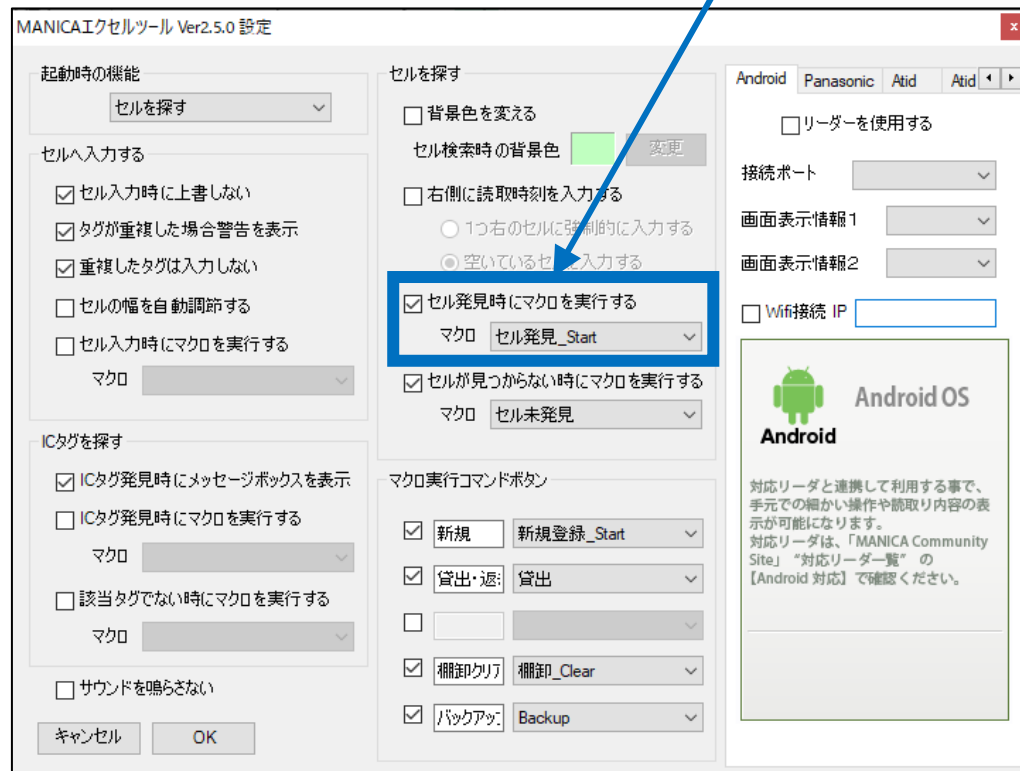 MANICAエクセルツール Ver2.5.0 設定
x
起動時の機能
セルを探す
セルへ入力する
セル入力時に上書しない
タグが重複した場合警告を表示
重複したタグは入力しない
セルの幅を自動調節する
セル入力時にマクロを実行する
マクロ
ICタグを探す
ICタグ発見時にメッセージボックスを表示
ICタグ発見時にマクロを実行する
マクロ
該当タグでない時にマクロを実行する
マクロ
サウンドを鳴らさない
キャンセル
OK
セルを探す
背景色を変える
セル検索時の背景色
変更
右側に読取時刻を入力する
1つ右のセルに強制的に入力する
空いているセルに入力する
セル発見時にマクロを実行する
マクロ セル発見_Start
セルが見つからない時にマクロを実行する
マクロ セル未発見
マクロ実行コマンドボタン
新規 新規登録_Start
貸出・返 貸出
棚卸クリア 棚卸_Clear
バックアップ Backup
Android Panasonic Atid Atid
リーダーを使用する
接続ポート
画面表示情報1
画面表示情報2
Wifi接続 IP
Android OS
Android
対応リーダと連携して利用する事で、
手元での細かい操作や読取り内容の表
示が可能になります。
対応リーダは、「MANICA Community
Site」 “対応リーダ一覧” の
【Android 対応】で確認ください。